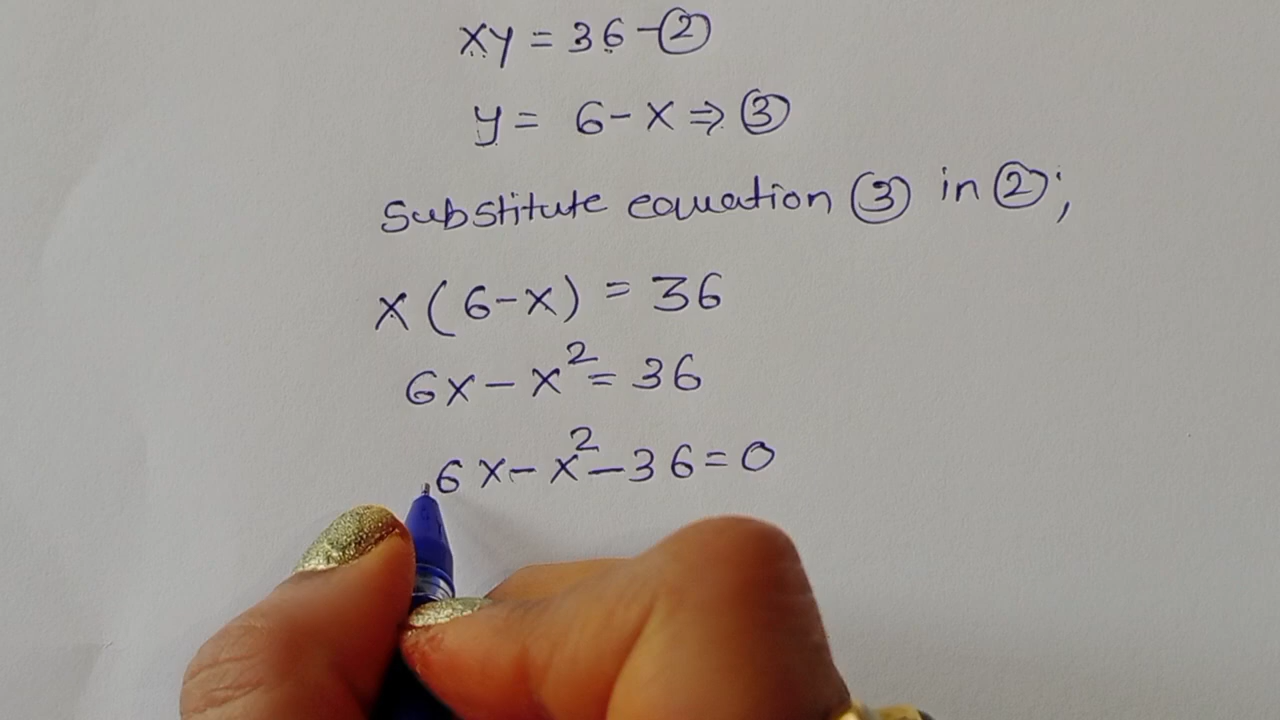 xy = 36 - ②
y = 6 - x ⇒ ③
Substitute equation ③ in ②;
x (6 - x) = 36
6x - x² = 36
6x - x² - 36 = 0